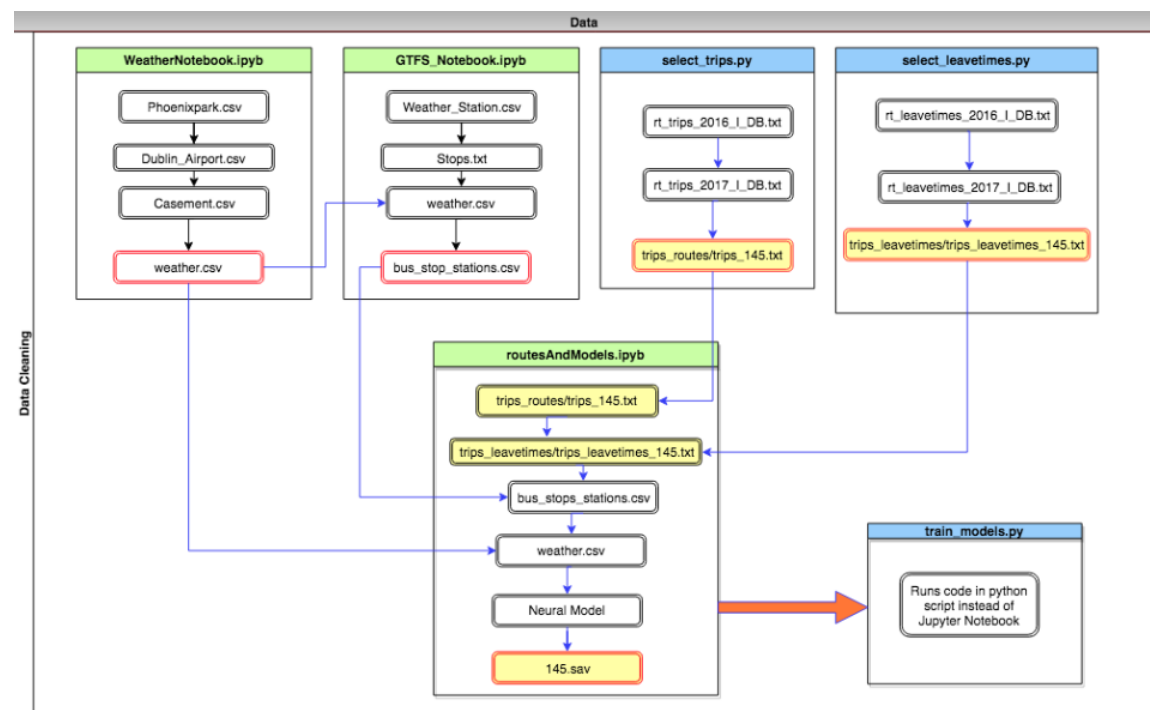 Data
Data Cleaning
WeatherNotebook.ipyb
Phoenixpark.csv
Dublin_Airport.csv
Casement.csv
weather.csv
GTFS_Notebook.ipyb
Weather_Station.csv
Stops.txt
weather.csv
bus_stop_stations.csv
select_trips.py
rt_trips_2016_I_DB.txt
rt_trips_2017_I_DB.txt
trips_routes/trips_145.txt
select_leavetimes.py
rt_leavetimes_2016_I_DB.txt
rt_leavetimes_2017_I_DB.txt
trips_leavetimes/trips_leavetimes_145.txt
routesAndModels.ipyb
trips_routes/trips_145.txt
trips_leavetimes/trips_leavetimes_145.txt
bus_stops_stations.csv
weather.csv
Neural Model
145.sav
train_models.py
Runs code in python
script instead of
Jupyter Notebook